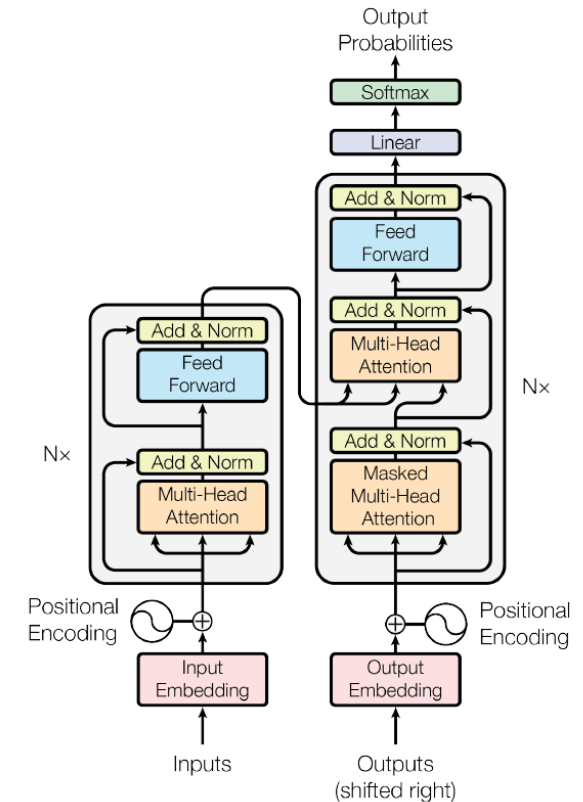 Output
Probabilities
Softmax
Linear
Add & Norm
Feed
Forward
Add & Norm
Multi-Head
Attention
Add & Norm
Masked
Multi-Head
Attention
N×
Add & Norm
Feed
Forward
Add & Norm
Multi-Head
Attention
N×
Positional
Encoding
Positional
Encoding
Input
Embedding
Output
Embedding
Inputs
Outputs
(shifted right)